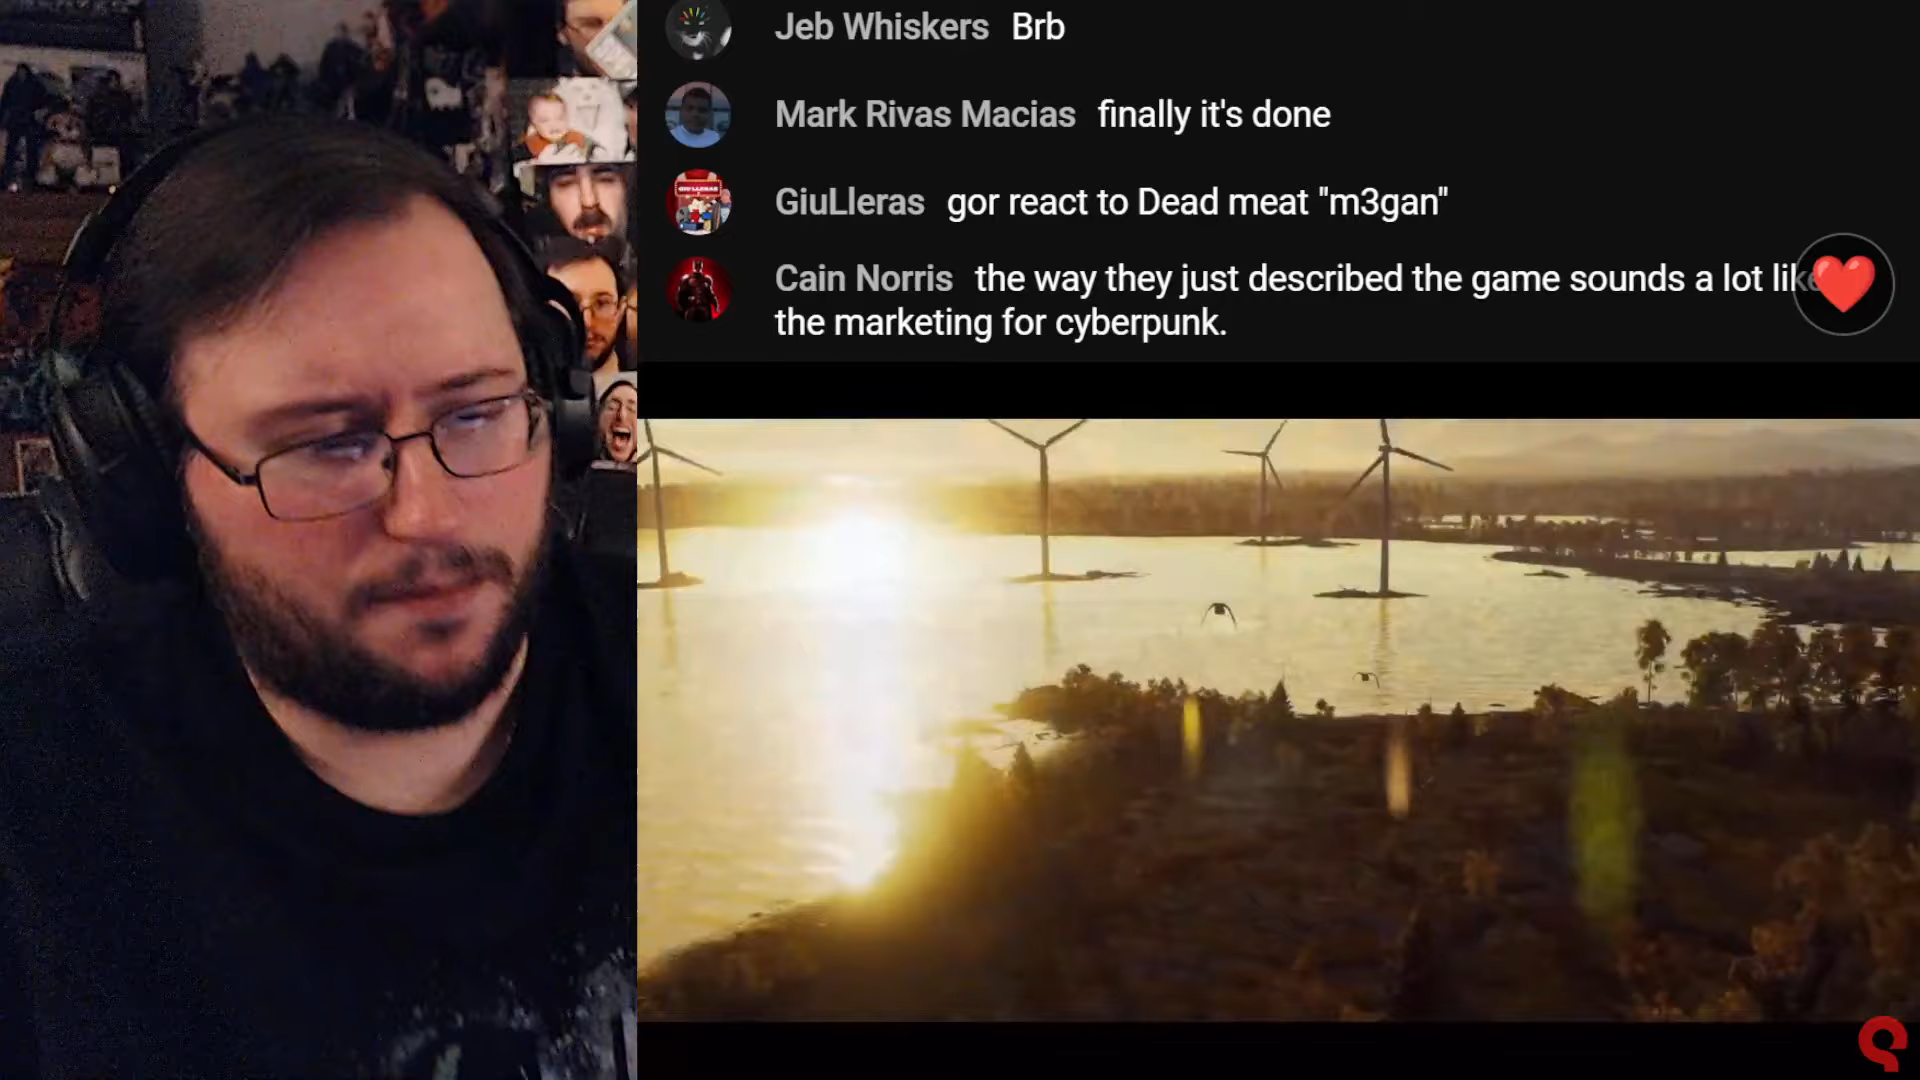 Jeb Whiskers Brb
Mark Rivas Macias finally it's done
GiuLleras gor react to Dead meat "m3gan"
Cain Norris the way they just described the game sounds a lot like
the marketing for cyberpunk.